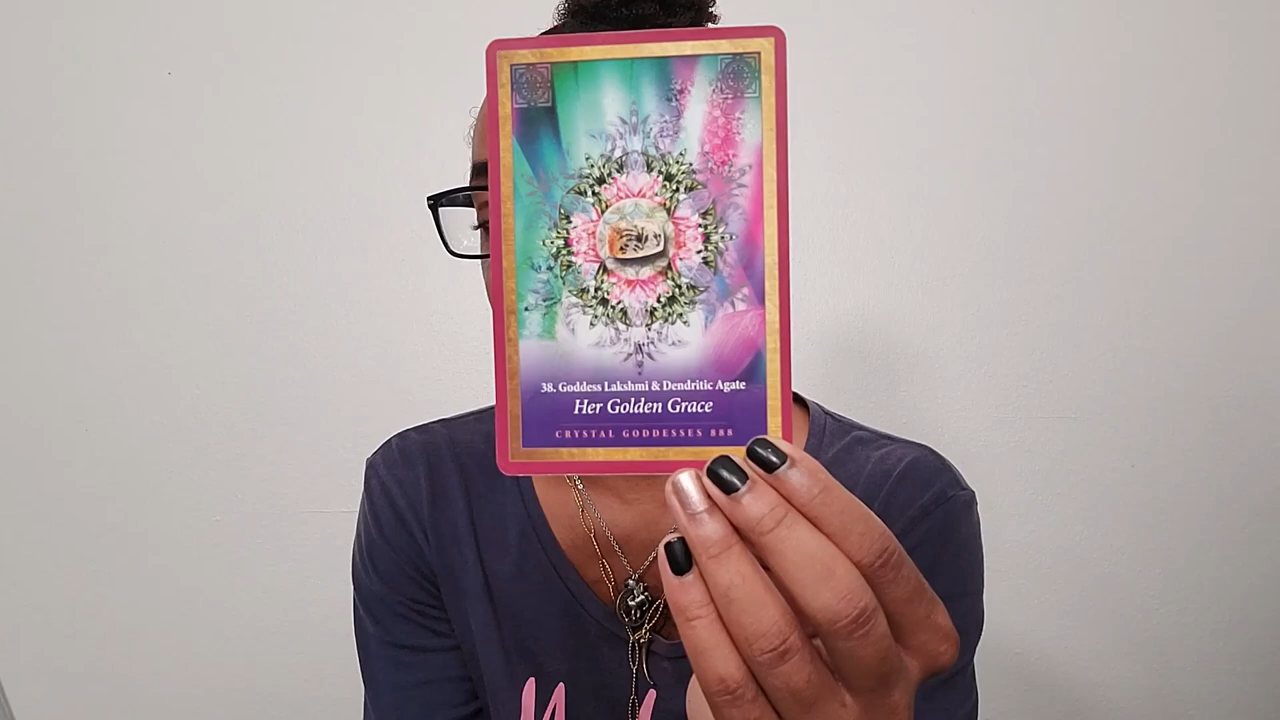 38. Goddess Lakshmi & Dendritic Agate
Her Golden Grace
CRYSTAL GODDESSES 888